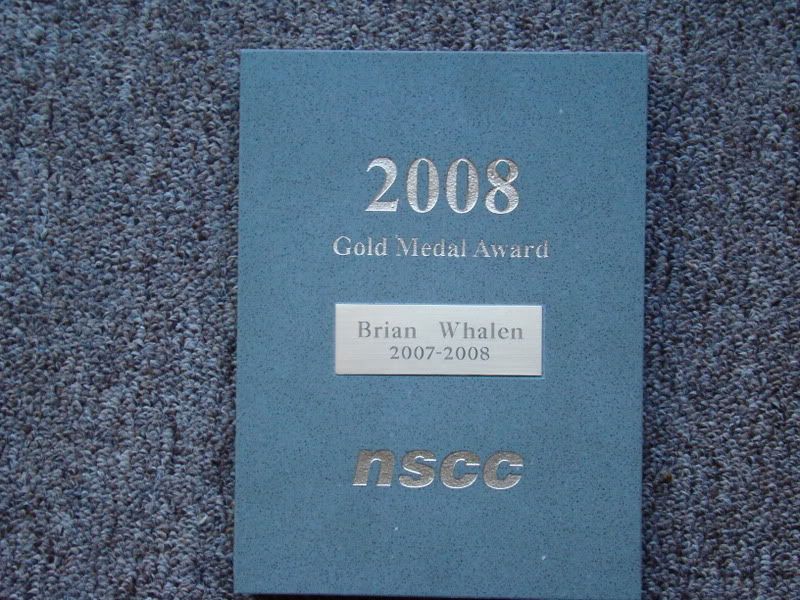 2008
Gold Medal Award
Brian Whalen
2007-2008
nscc